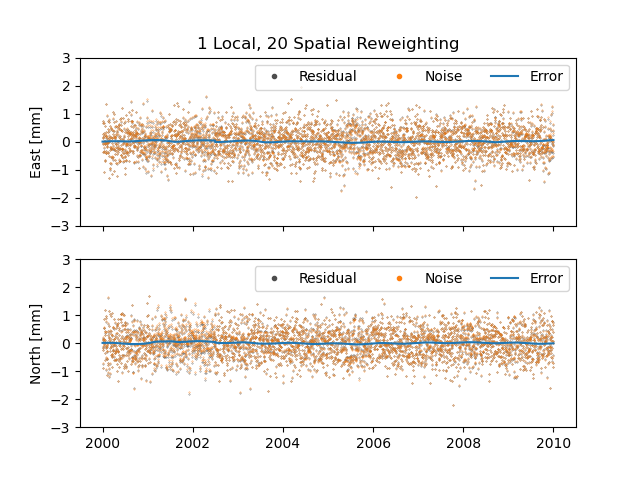 1 Local, 20 Spatial Reweighting
3
2
1
0
−1
−2
−3
East [mm]
Residual Noise Error
3
2
1
0
−1
−2
−3
North [mm]
Residual Noise Error
2000 2002 2004 2006 2008 2010